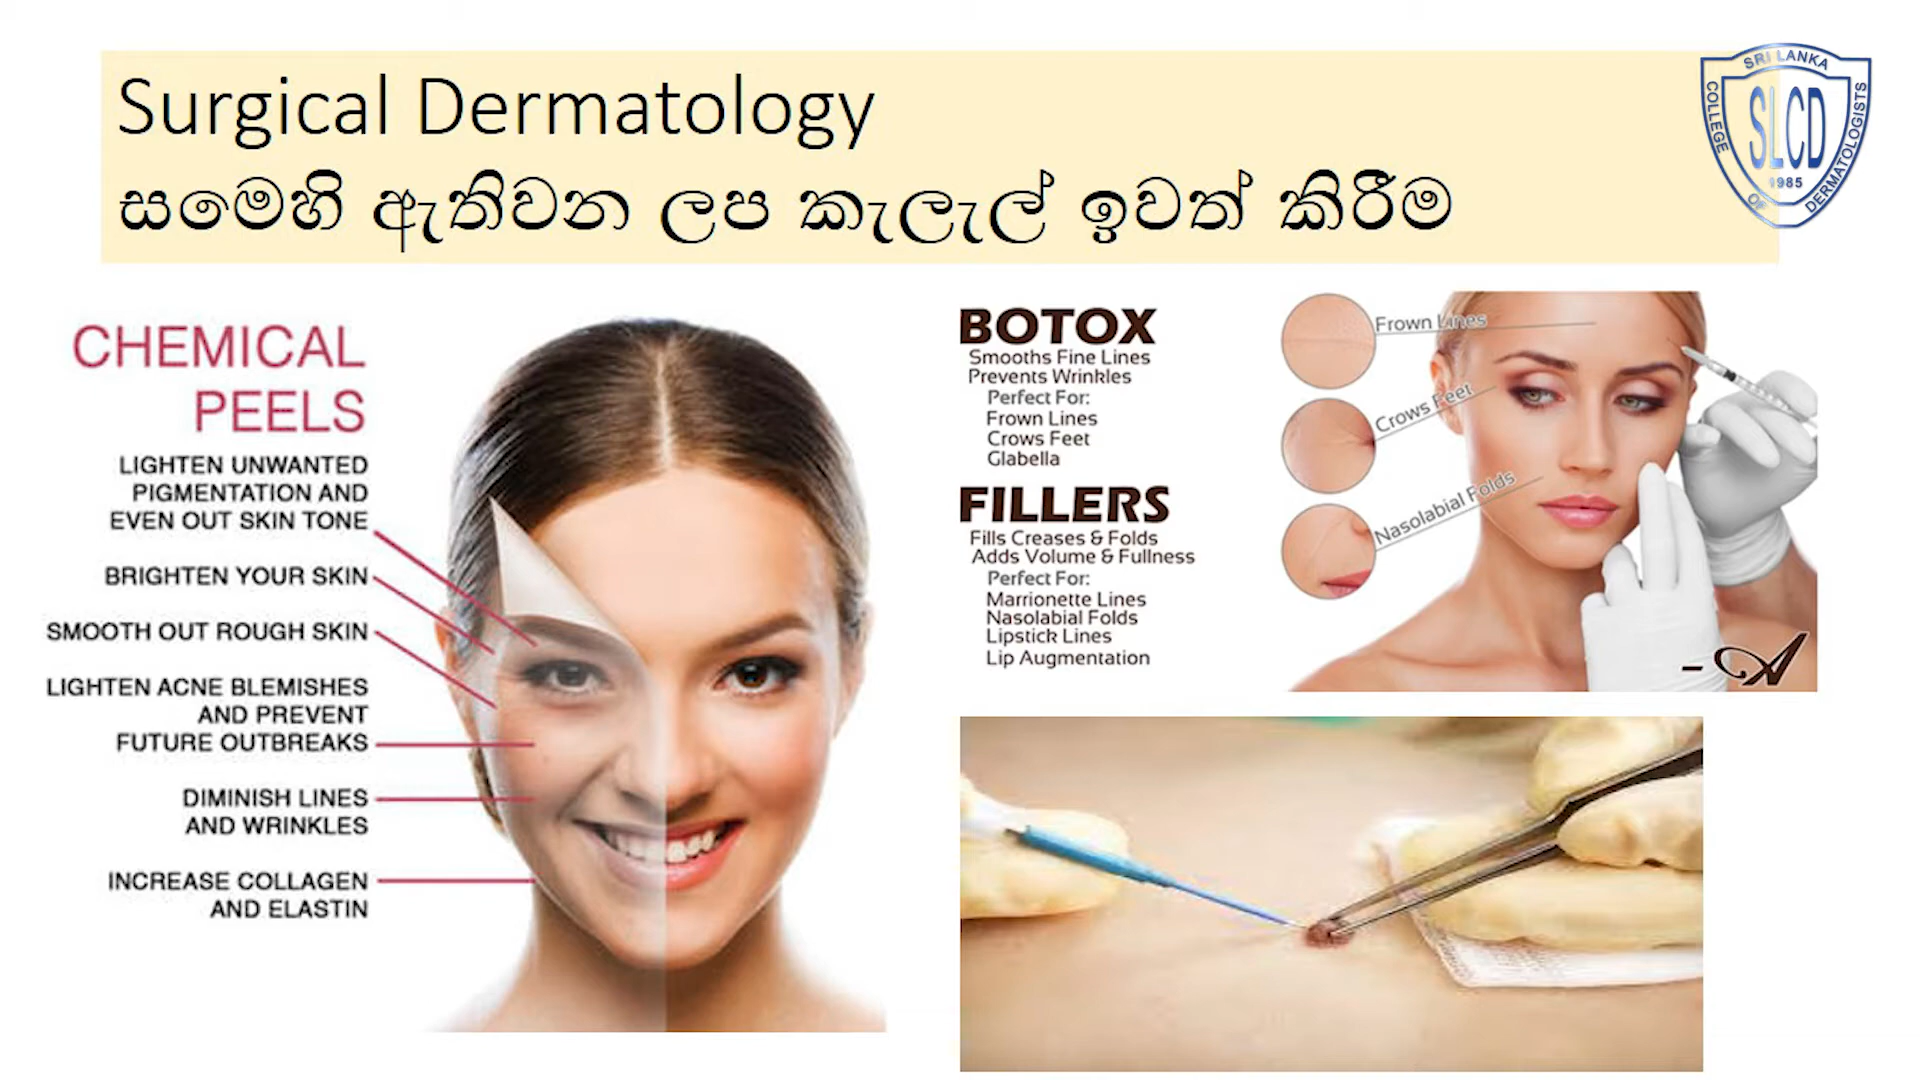 Surgical Dermatology
සමෙහි ඇතිවන ලප කැලැල් ඉවත් කිරීම
SRI LANKA
COLLEGE
OF
DERMATOLOGISTS
SLCD
1985
CHEMICAL
PEELS
LIGHTEN UNWANTED
PIGMENTATION AND
EVEN OUT SKIN TONE
BRIGHTEN YOUR SKIN
SMOOTH OUT ROUGH SKIN
LIGHTEN ACNE BLEMISHES
AND PREVENT
FUTURE OUTBREAKS
DIMINISH LINES
AND WRINKLES
INCREASE COLLAGEN
AND ELASTIN
BOTOX
Smooths Fine Lines
Prevents Wrinkles
Perfect For:
Frown Lines
Crows Feet
Glabella
FILLERS
Fills Creases & Folds
Adds Volume & Fullness
Perfect For:
Marrionette Lines
Nasolabial Folds
Lipstick Lines
Lip Augmentation
Frown Lines
Crows Feet
Nasolabial Folds
-A